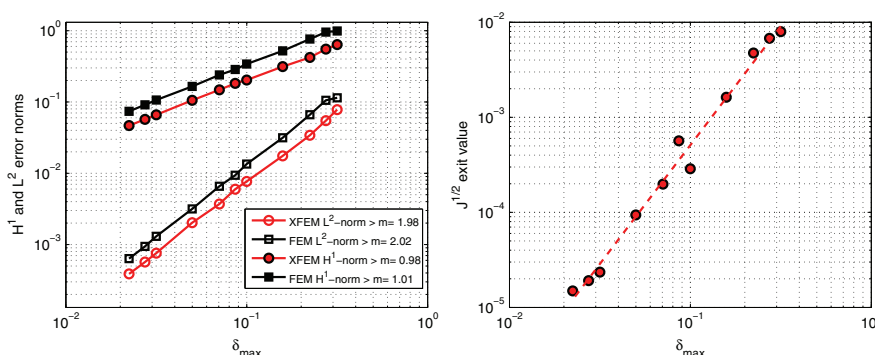 10^0
10^-1
10^-2
10^-3
H^1 and L^2 error norms
XFEM L^2-norm > m= 1.98
FEM L^2-norm > m= 2.02
XFEM H^1-norm > m= 0.98
FEM H^1-norm > m= 1.01
10^-2
10^-1
10^0
δ_max
10^-2
10^-3
10^-4
10^-5
J^1/2 exit value
10^-2
10^-1
10^0
δ_max